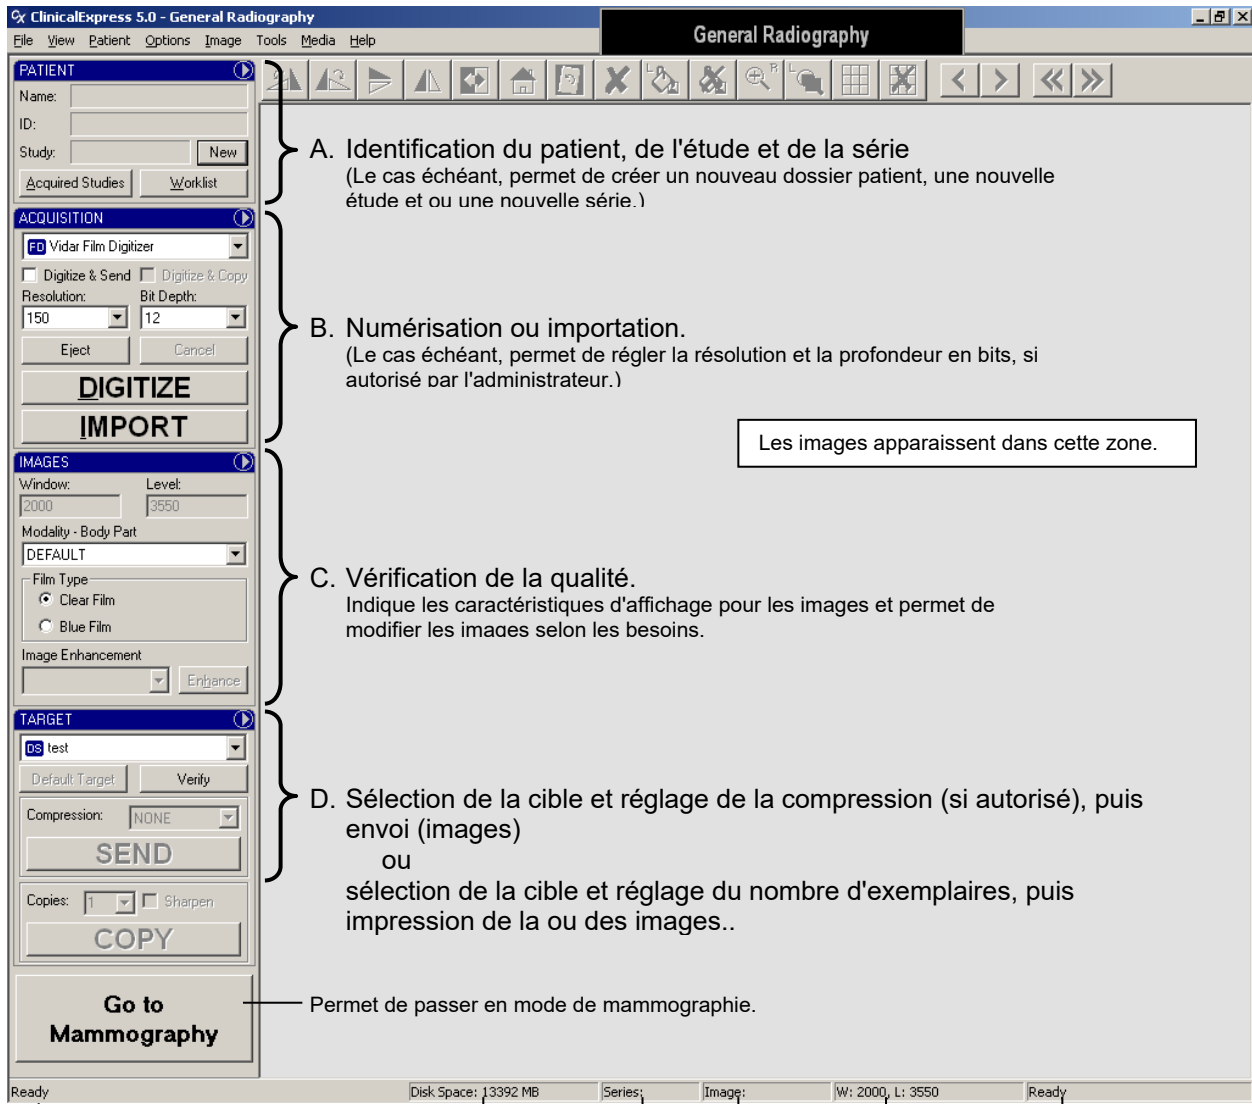 Cx ClinicalExpress 5.0 - General Radiography
General Radiography
File View Patient Options Image Tools Media Help
PATIENT
Name:
ID:
Study: New
Acquired Studies Worklist
A. Identification du patient, de l'étude et de la série
(Le cas échéant, permet de créer un nouveau dossier patient, une nouvelle
étude et ou une nouvelle série.)
ACQUISITION
FD Vidar Film Digitizer
Digitize & Send Digitize & Copy
Resolution: Bit Depth:
150 12
Eject Cancel
DIGITIZE
IMPORT
B. Numérisation ou importation.
(Le cas échéant, permet de régler la résolution et la profondeur en bits, si
autorisé par l'administrateur.)
Les images apparaissent dans cette zone.
IMAGES
Window: Level:
2000 3550
Modality - Body Part
DEFAULT
Film Type
Clear Film
Blue Film
Image Enhancement
Enhance
C. Vérification de la qualité.
Indique les caractéristiques d'affichage pour les images et permet de
modifier les images selon les besoins.
TARGET
DS test
Default Target Verify
Compression: NONE
SEND
Copies: 1 Sharpen
COPY
D. Sélection de la cible et réglage de la compression (si autorisé), puis
envoi (images)
ou
sélection de la cible et réglage du nombre d'exemplaires, puis
impression de la ou des images..
Go to
Mammography
Permet de passer en mode de mammographie.
Ready Disk Space: 13392 MB Series: Image: W: 2000, L: 3550 Ready